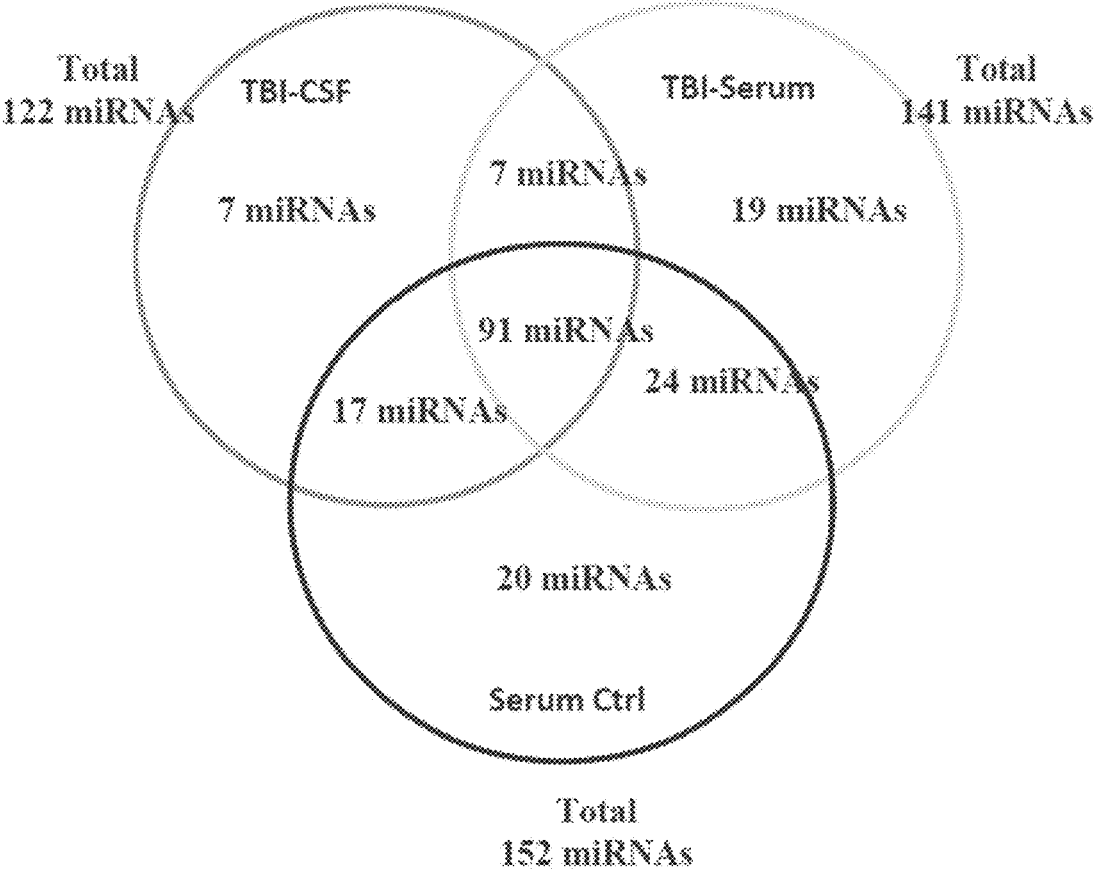 Total
122 miRNAs
TBI-CSF
TBI-Serum
Total
141 miRNAs
7 miRNAs
7 miRNAs
19 miRNAs
91 miRNAs
24 miRNAs
17 miRNAs
20 miRNAs
Serum Ctrl
Total
152 miRNAs